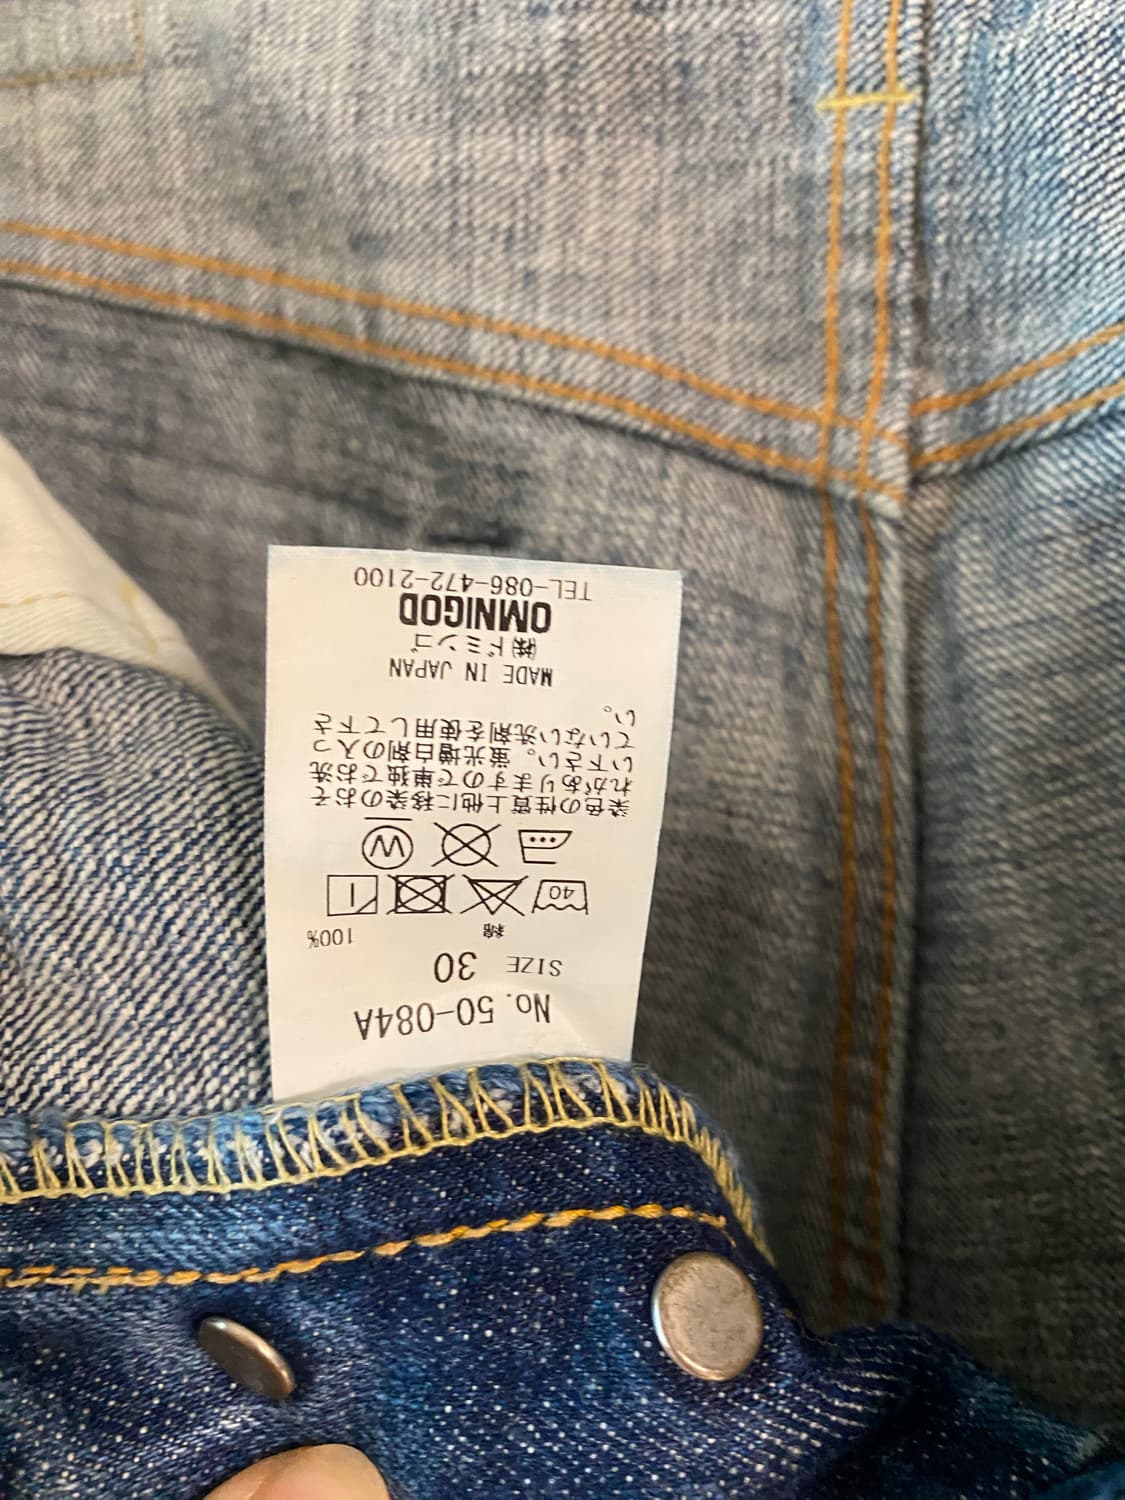 No. 50-084A
SIZE 30
綿 100%
40
W
染色の性質上他に移染のおそ
れがありますので単独でお洗
い下さい。蛍光増白剤の入っ
ていない洗剤を使用して下さ
い。
MADE IN JAPAN
㈱ドミンゴ
OMNIGOD
TEL-086-472-2100